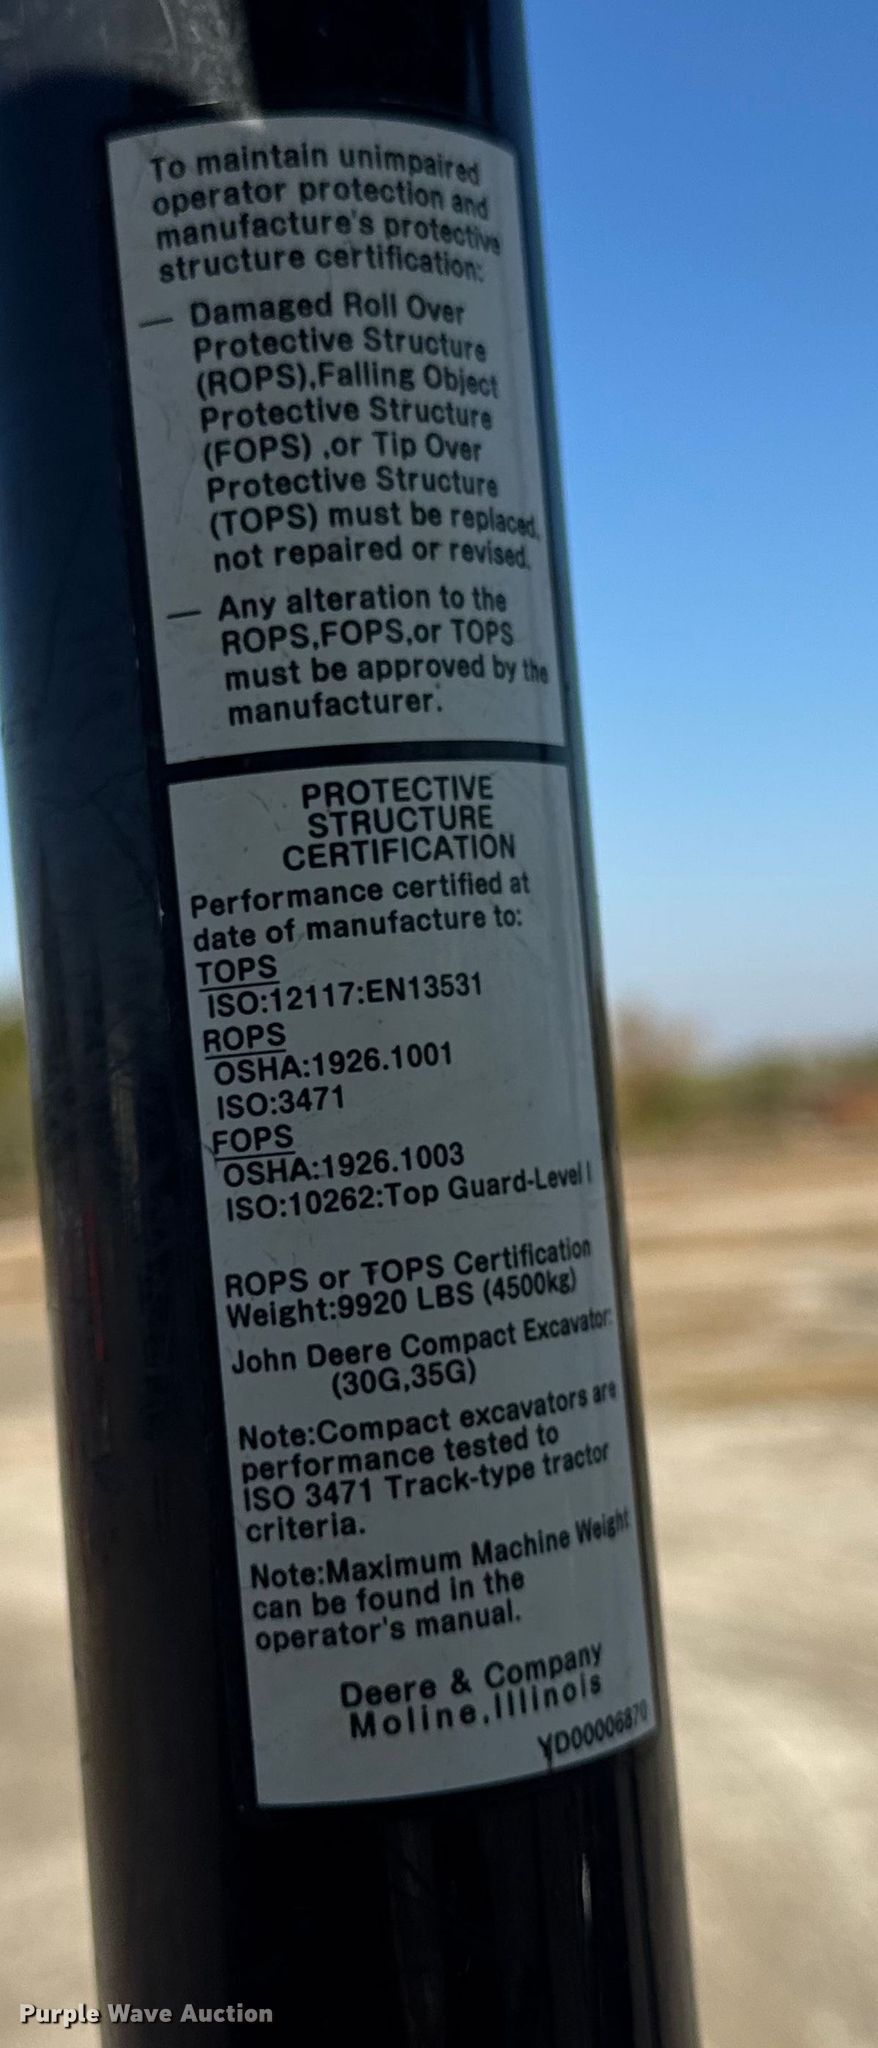 To maintain unimpaired
operator protection and
manufacture's protective
structure certification:
— Damaged Roll Over
Protective Structure
(ROPS),Falling Object
Protective Structure
(FOPS) ,or Tip Over
Protective Structure
(TOPS) must be replaced,
not repaired or revised.
— Any alteration to the
ROPS,FOPS,or TOPS
must be approved by the
manufacturer.
PROTECTIVE
STRUCTURE
CERTIFICATION
Performance certified at
date of manufacture to:
TOPS
ISO:12117:EN13531
ROPS
OSHA:1926.1001
ISO:3471
FOPS
OSHA:1926.1003
ISO:10262:Top Guard-Level I
ROPS or TOPS Certification
Weight:9920 LBS (4500kg)
John Deere Compact Excavator:
(30G,35G)
Note:Compact excavators are
performance tested to
ISO 3471 Track-type tractor
criteria.
Note:Maximum Machine Weight
can be found in the
operator's manual.
Deere & Company
Moline,Illinois
YD00006870
Purple Wave Auction